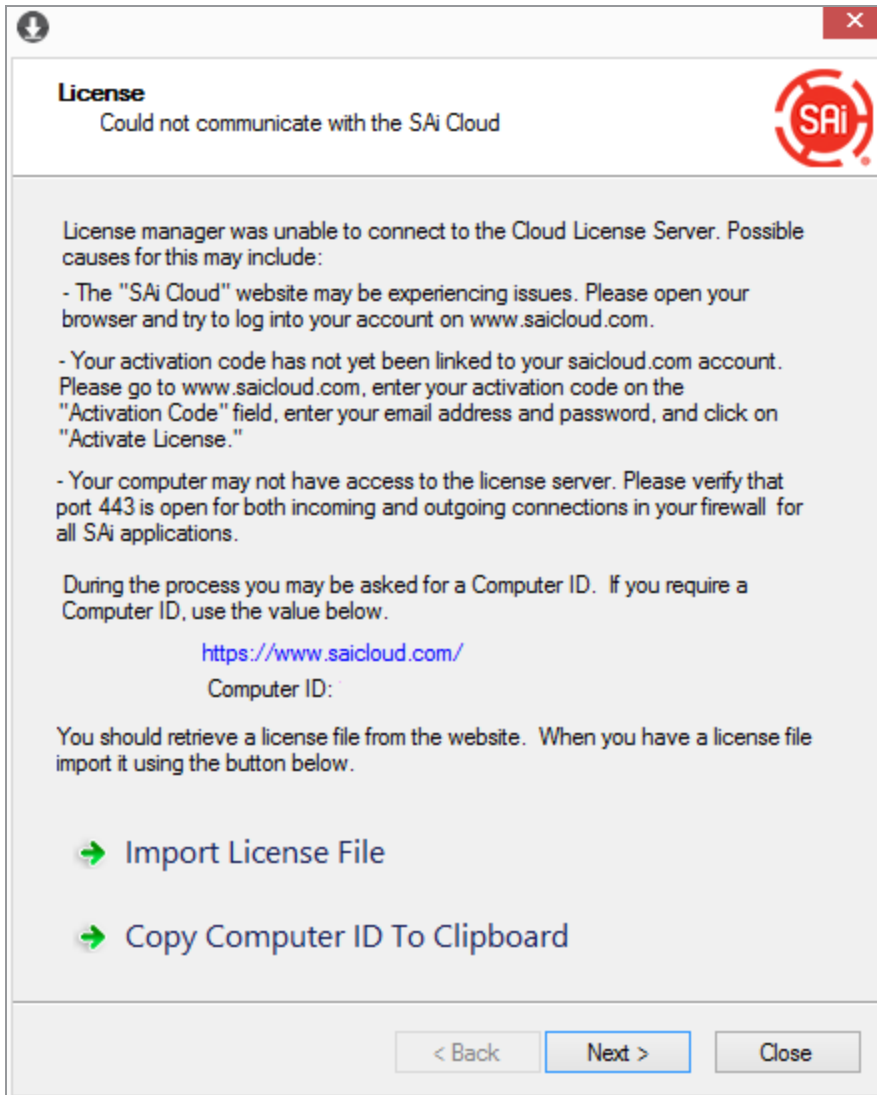 License
Could not communicate with the SAi Cloud
SAi
License manager was unable to connect to the Cloud License Server. Possible
causes for this may include:
- The "SAi Cloud" website may be experiencing issues. Please open your
browser and try to log into your account on www.saicloud.com.
- Your activation code has not yet been linked to your saicloud.com account.
Please go to www.saicloud.com, enter your activation code on the
"Activation Code" field, enter your email address and password, and click on
"Activate License."
- Your computer may not have access to the license server. Please verify that
port 443 is open for both incoming and outgoing connections in your firewall for
all SAi applications.
During the process you may be asked for a Computer ID. If you require a
Computer ID, use the value below.
https://www.saicloud.com/
Computer ID:
You should retrieve a license file from the website. When you have a license file
import it using the button below.
Import License File
Copy Computer ID To Clipboard
< Back Next > Close